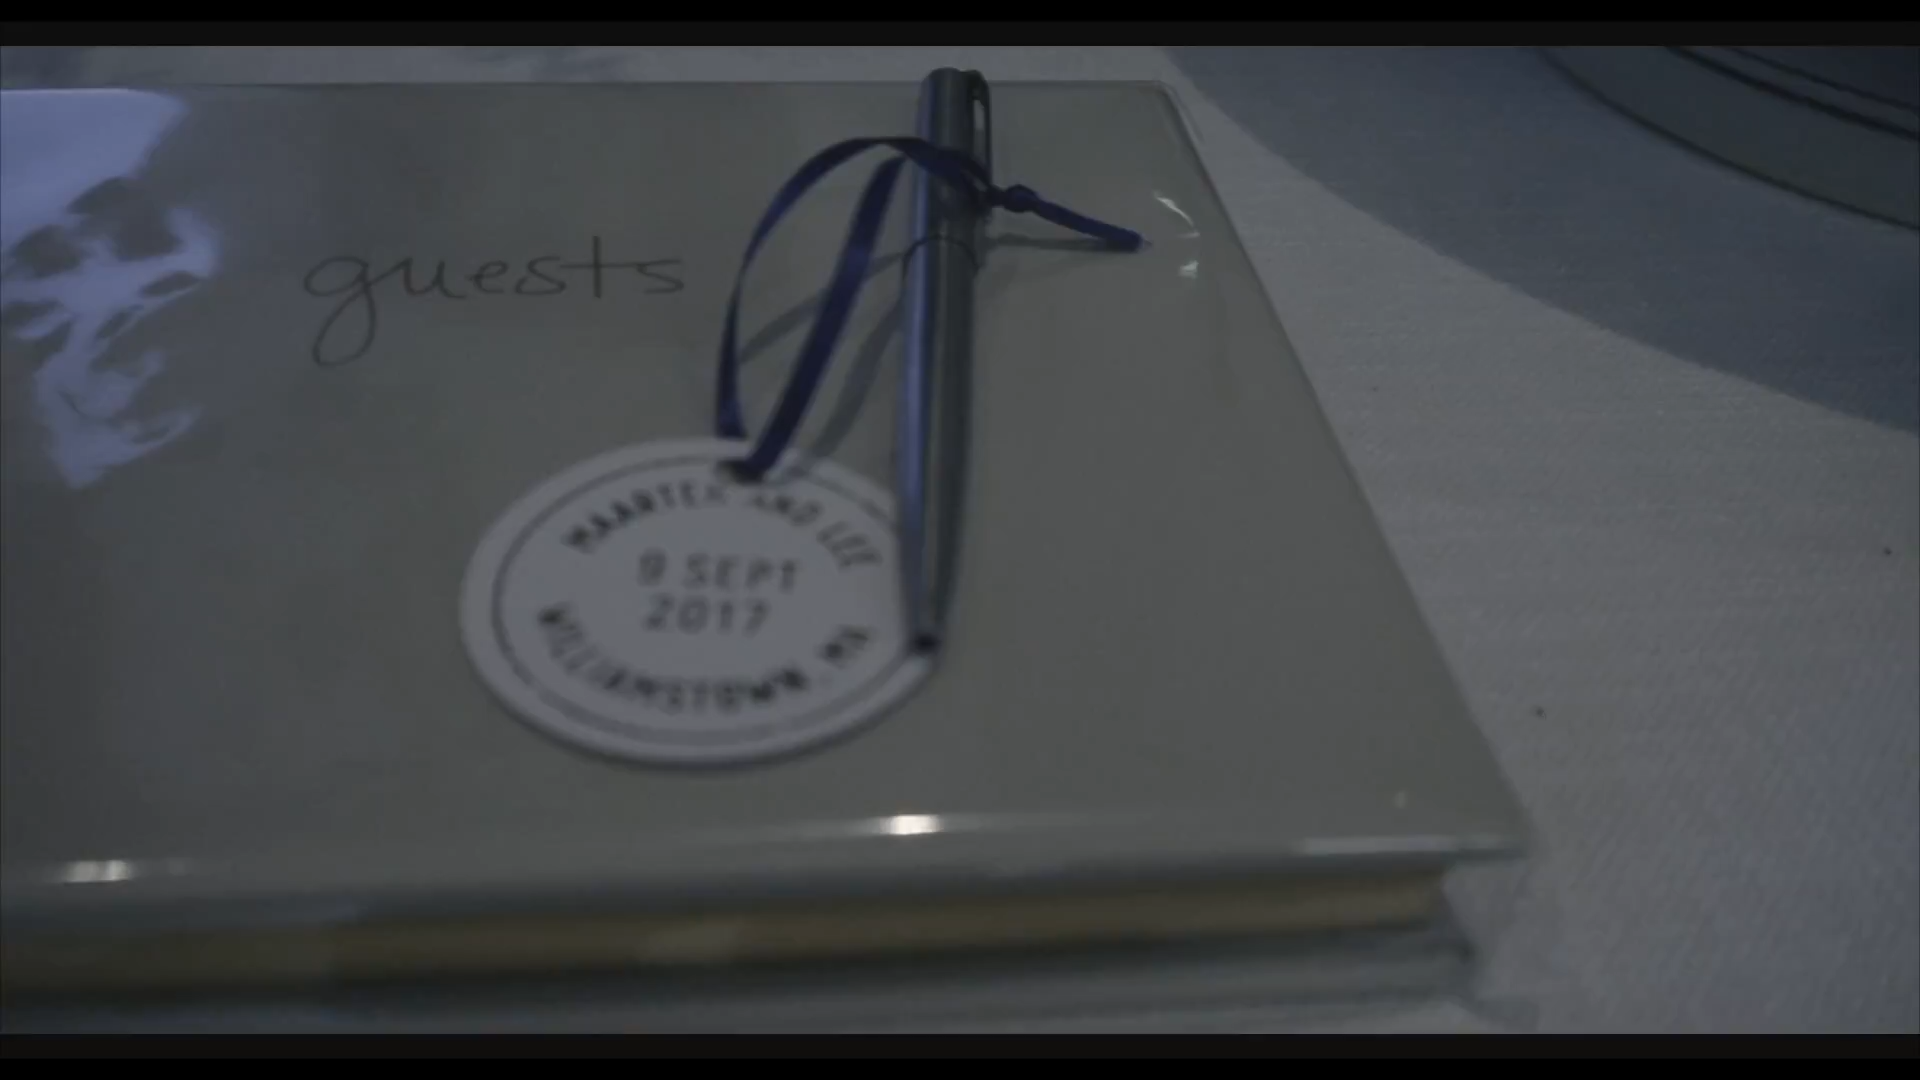 guests
MAARTEN AND LEE
9 SEPT
2017
WILLIAMSTOWN, MA